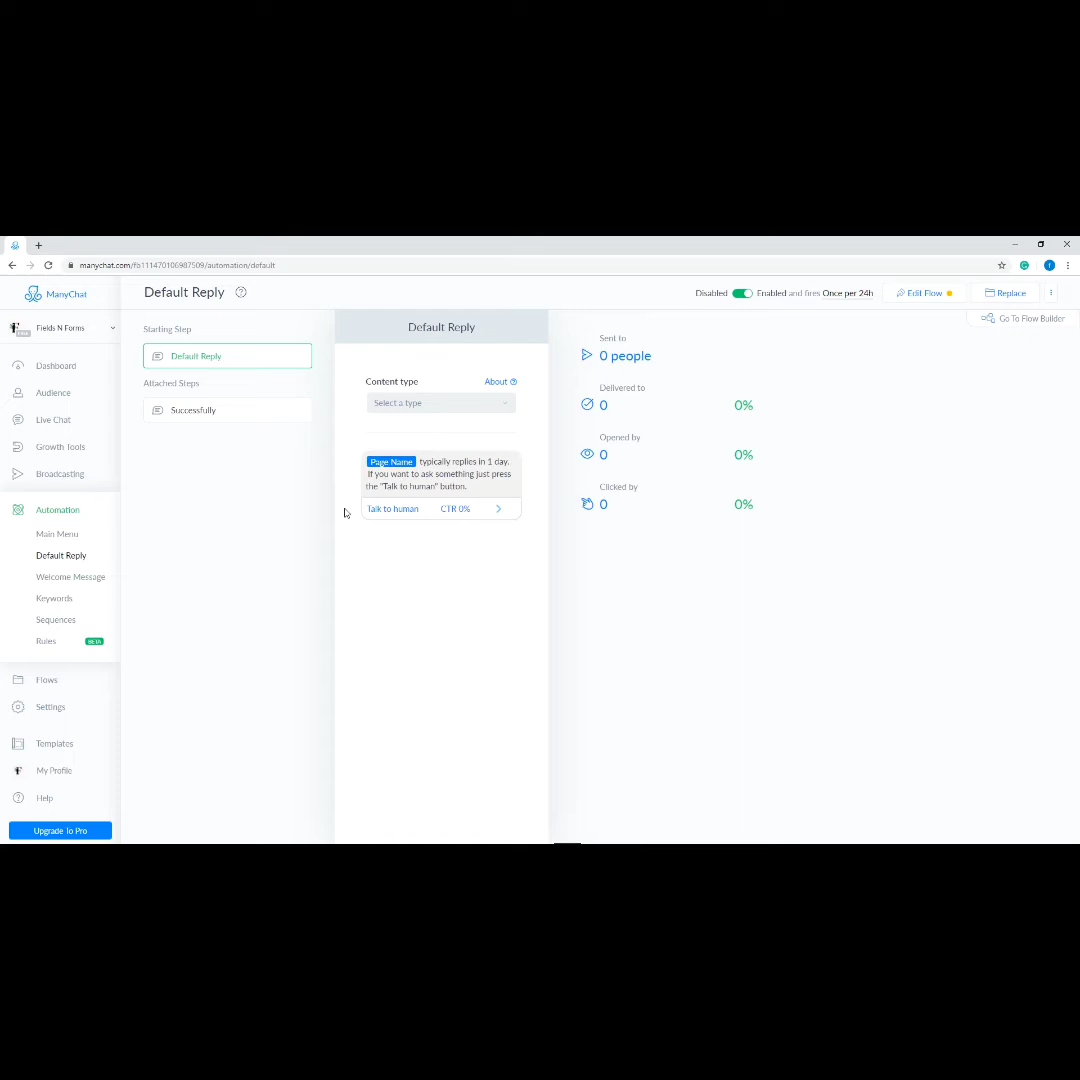 manychat.com/fb111470106987509/automation/default
ManyChat
Default Reply
Disabled
Enabled and fires Once per 24h
Edit Flow
Replace
Go To Flow Builder
Fields N Forms
Dashboard
Audience
Live Chat
Growth Tools
Broadcasting
Automation
Main Menu
Default Reply
Welcome Message
Keywords
Sequences
Rules
BETA
Flows
Settings
Templates
My Profile
Help
Upgrade To Pro
Starting Step
Default Reply
Attached Steps
Successfully
Default Reply
Content type
About
Select a type
Page Name typically replies in 1 day.
If you want to ask something just press
the "Talk to human" button.
Talk to human CTR 0%
Sent to
0 people
Delivered to
0 0%
Opened by
0 0%
Clicked by
0 0%